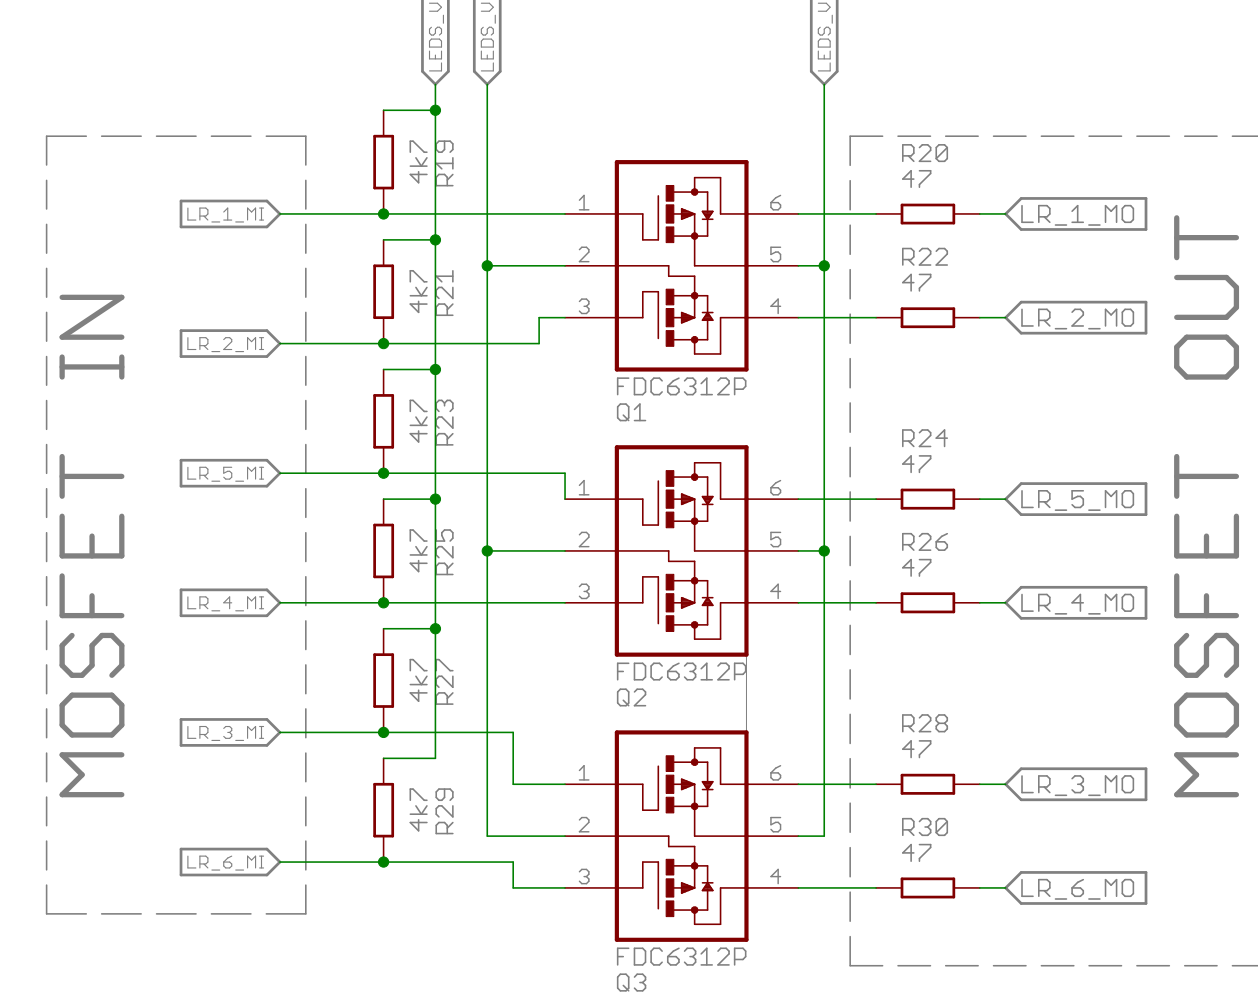 LEDS_V
LEDS_V
LEDS_V
MOSFET IN
LR_1_MI
LR_2_MI
LR_5_MI
LR_4_MI
LR_3_MI
LR_6_MI
4k7
R19
4k7
R21
4k7
R23
4k7
R25
4k7
R27
4k7
R29
1
2
3
6
5
4
FDC6312P
Q1
1
2
3
6
5
4
FDC6312P
Q2
1
2
3
6
5
4
FDC6312P
Q3
R20
47
LR_1_MO
R22
47
LR_2_MO
R24
47
LR_5_MO
R26
47
LR_4_MO
R28
47
LR_3_MO
R30
47
LR_6_MO
MOSFET OUT